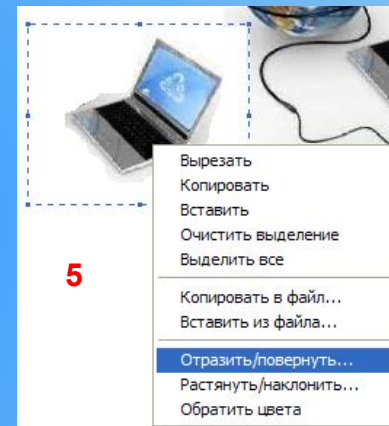 Вырезать
Копировать
Вставить
Очистить выделение
Выделить все
5
Копировать в файл...
Вставить из файла...
Отразить/повернуть...
Растянуть/наклонить...
Обратить цвета